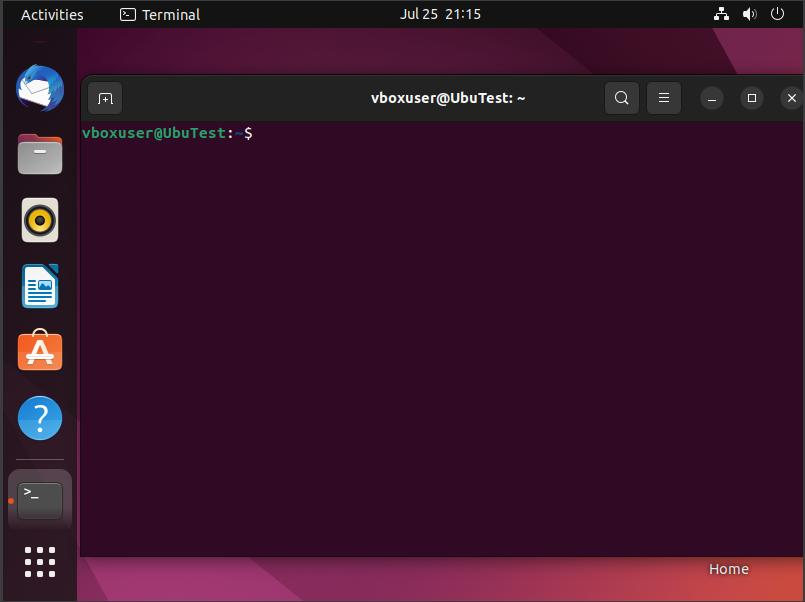 Activities
Terminal
Jul 25 21:15
vboxuser@UbuTest: ~
vboxuser@UbuTest:~$
Home